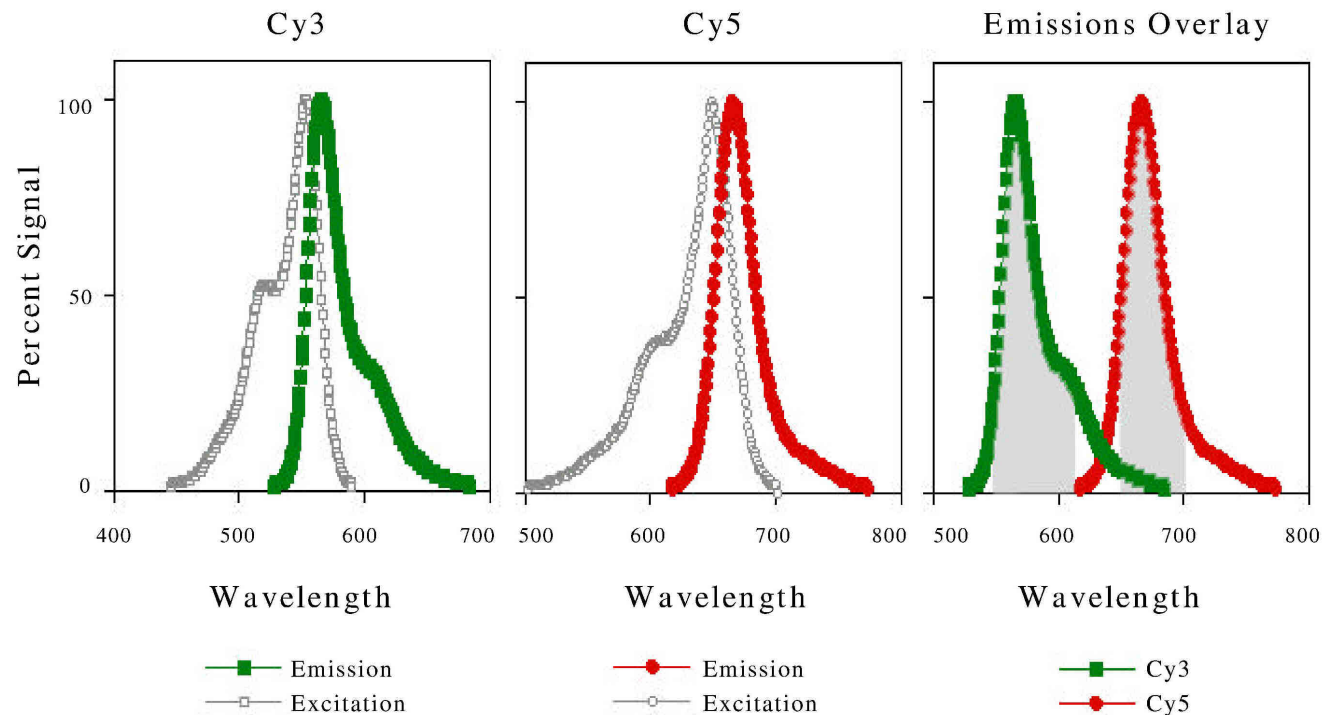 Cy3
Cy5
Emissions Overlay
Percent Signal
100
50
0
400 500 600 700
500 600 700 800
600 700 800
Wavelength
Wavelength
Wavelength
Emission
Excitation
Emission
Excitation
Cy3
Cy5